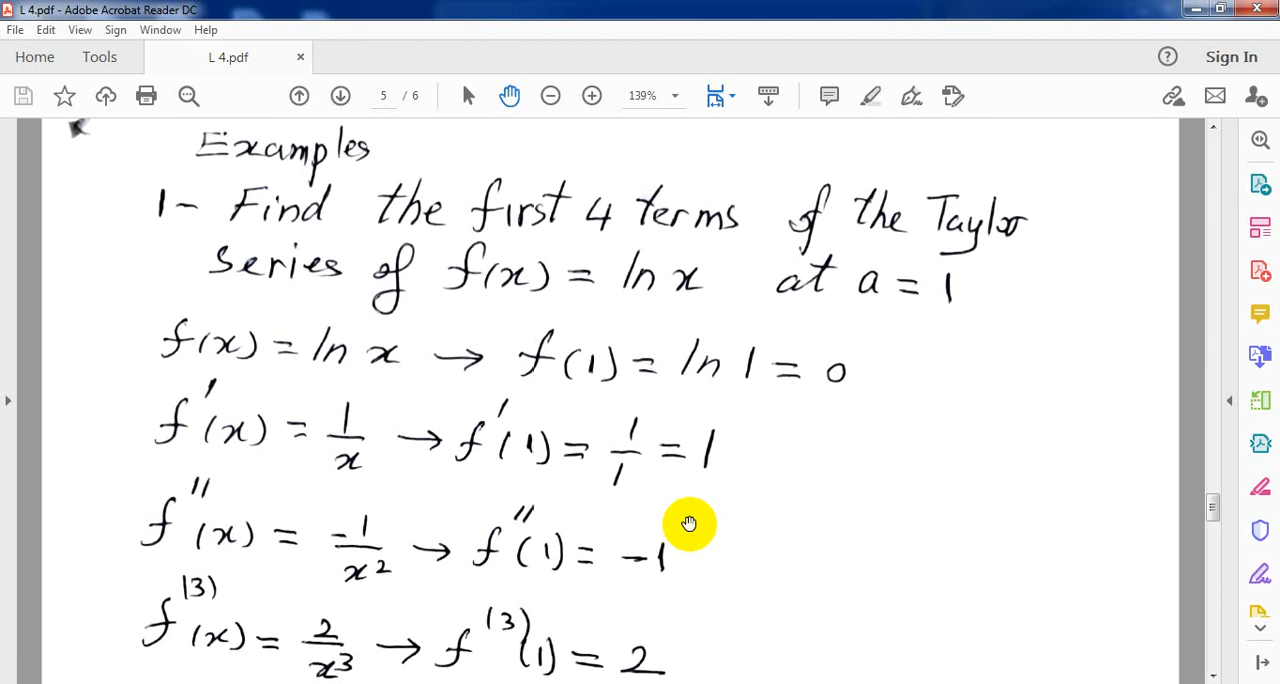 L 4.pdf - Adobe Acrobat Reader DC
File Edit View Sign Window Help
Home Tools L 4.pdf × Sign In
5 / 6 139%
Examples
1- Find the first 4 terms of the Taylor
series of f(x) = ln x at a = 1
f(x) = ln x → f(1) = ln 1 = 0
f'(x) = 1/x → f'(1) = 1/1 = 1
f''(x) = -1/x² → f''(1) = -1
f⁽³⁾(x) = 2/x³ → f⁽³⁾(1) = 2